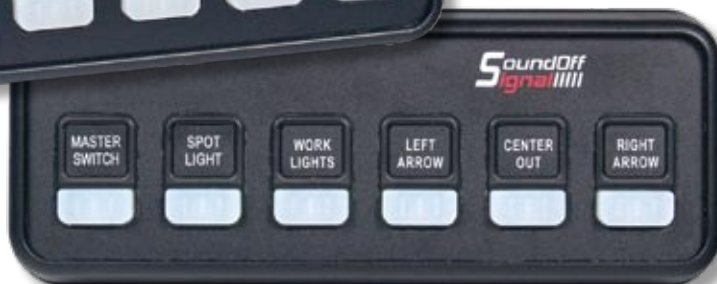 SoundOff
Signal
MASTER
SWITCH
SPOT
LIGHT
WORK
LIGHTS
LEFT
ARROW
CENTER
OUT
RIGHT
ARROW